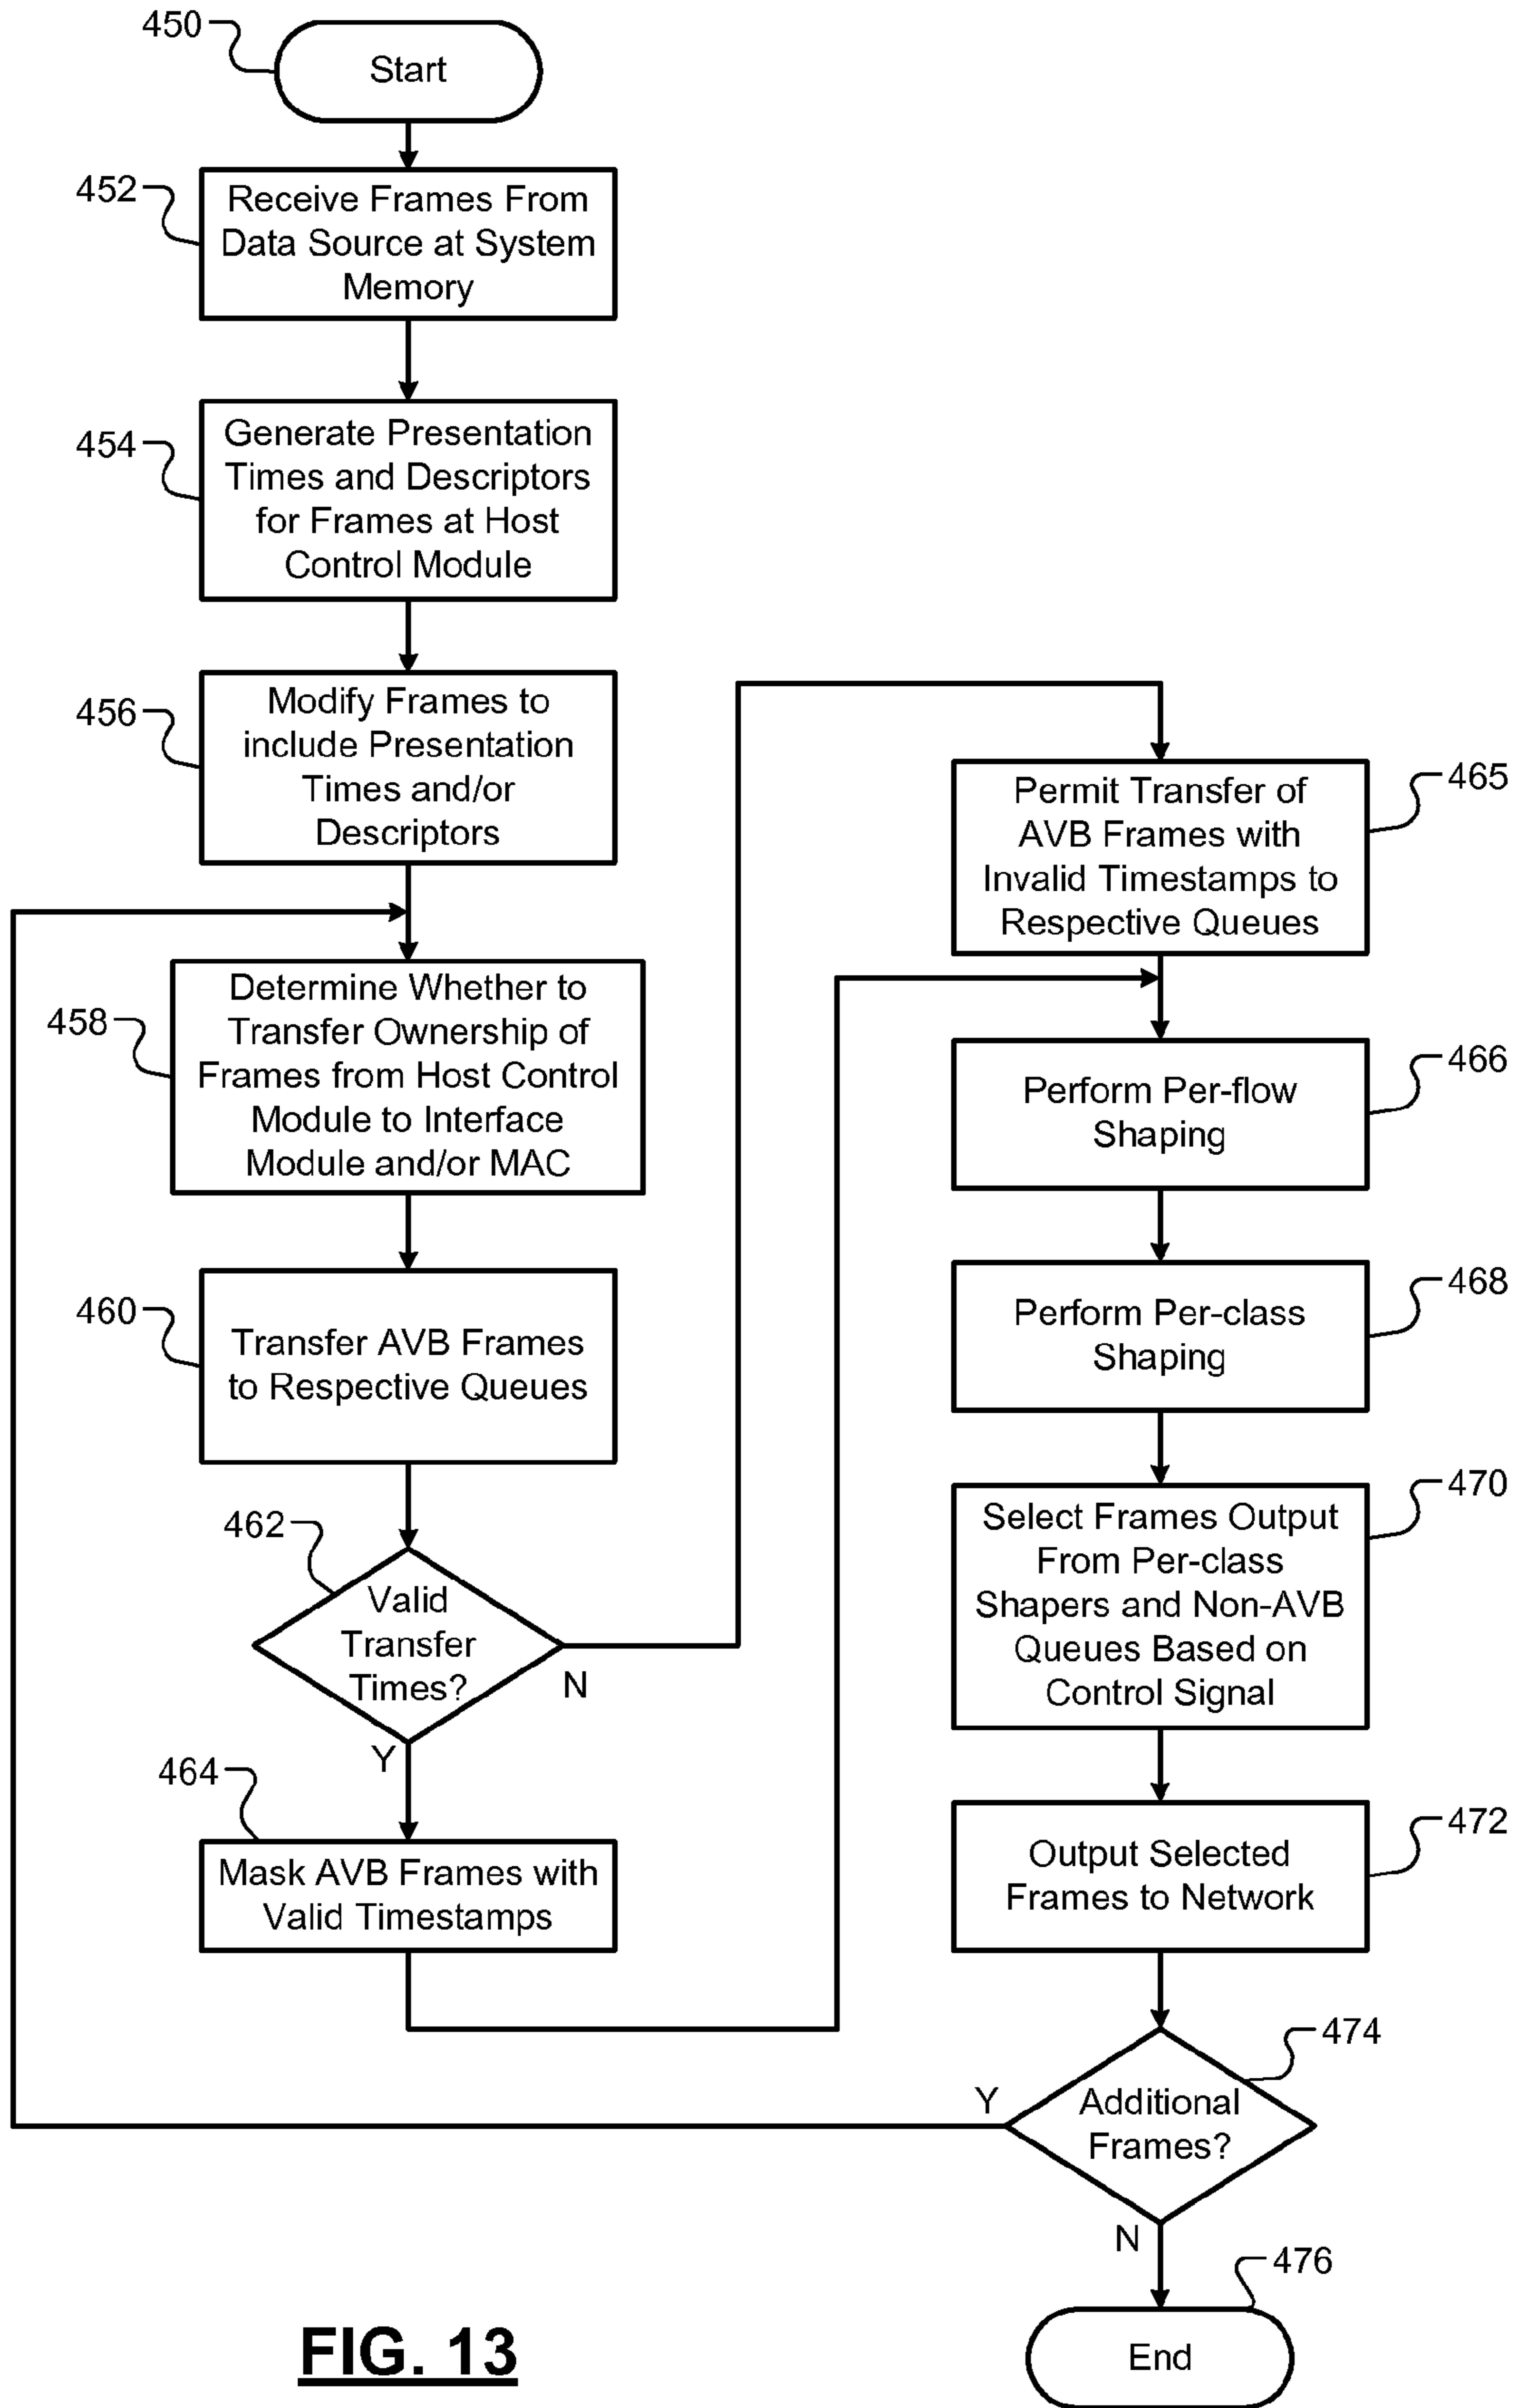 450
Start
452
Receive Frames From
Data Source at System
Memory
454
Generate Presentation
Times and Descriptors
for Frames at Host
Control Module
456
Modify Frames to
include Presentation
Times and/or
Descriptors
458
Determine Whether to
Transfer Ownership of
Frames from Host Control
Module to Interface
Module and/or MAC
460
Transfer AVB Frames
to Respective Queues
462
Valid
Transfer
Times?
N
Y
464
Mask AVB Frames with
Valid Timestamps
465
Permit Transfer of
AVB Frames with
Invalid Timestamps to
Respective Queues
466
Perform Per-flow
Shaping
468
Perform Per-class
Shaping
470
Select Frames Output
From Per-class
Shapers and Non-AVB
Queues Based on
Control Signal
472
Output Selected
Frames to Network
474
Additional
Frames?
Y
N
476
End
FIG. 13